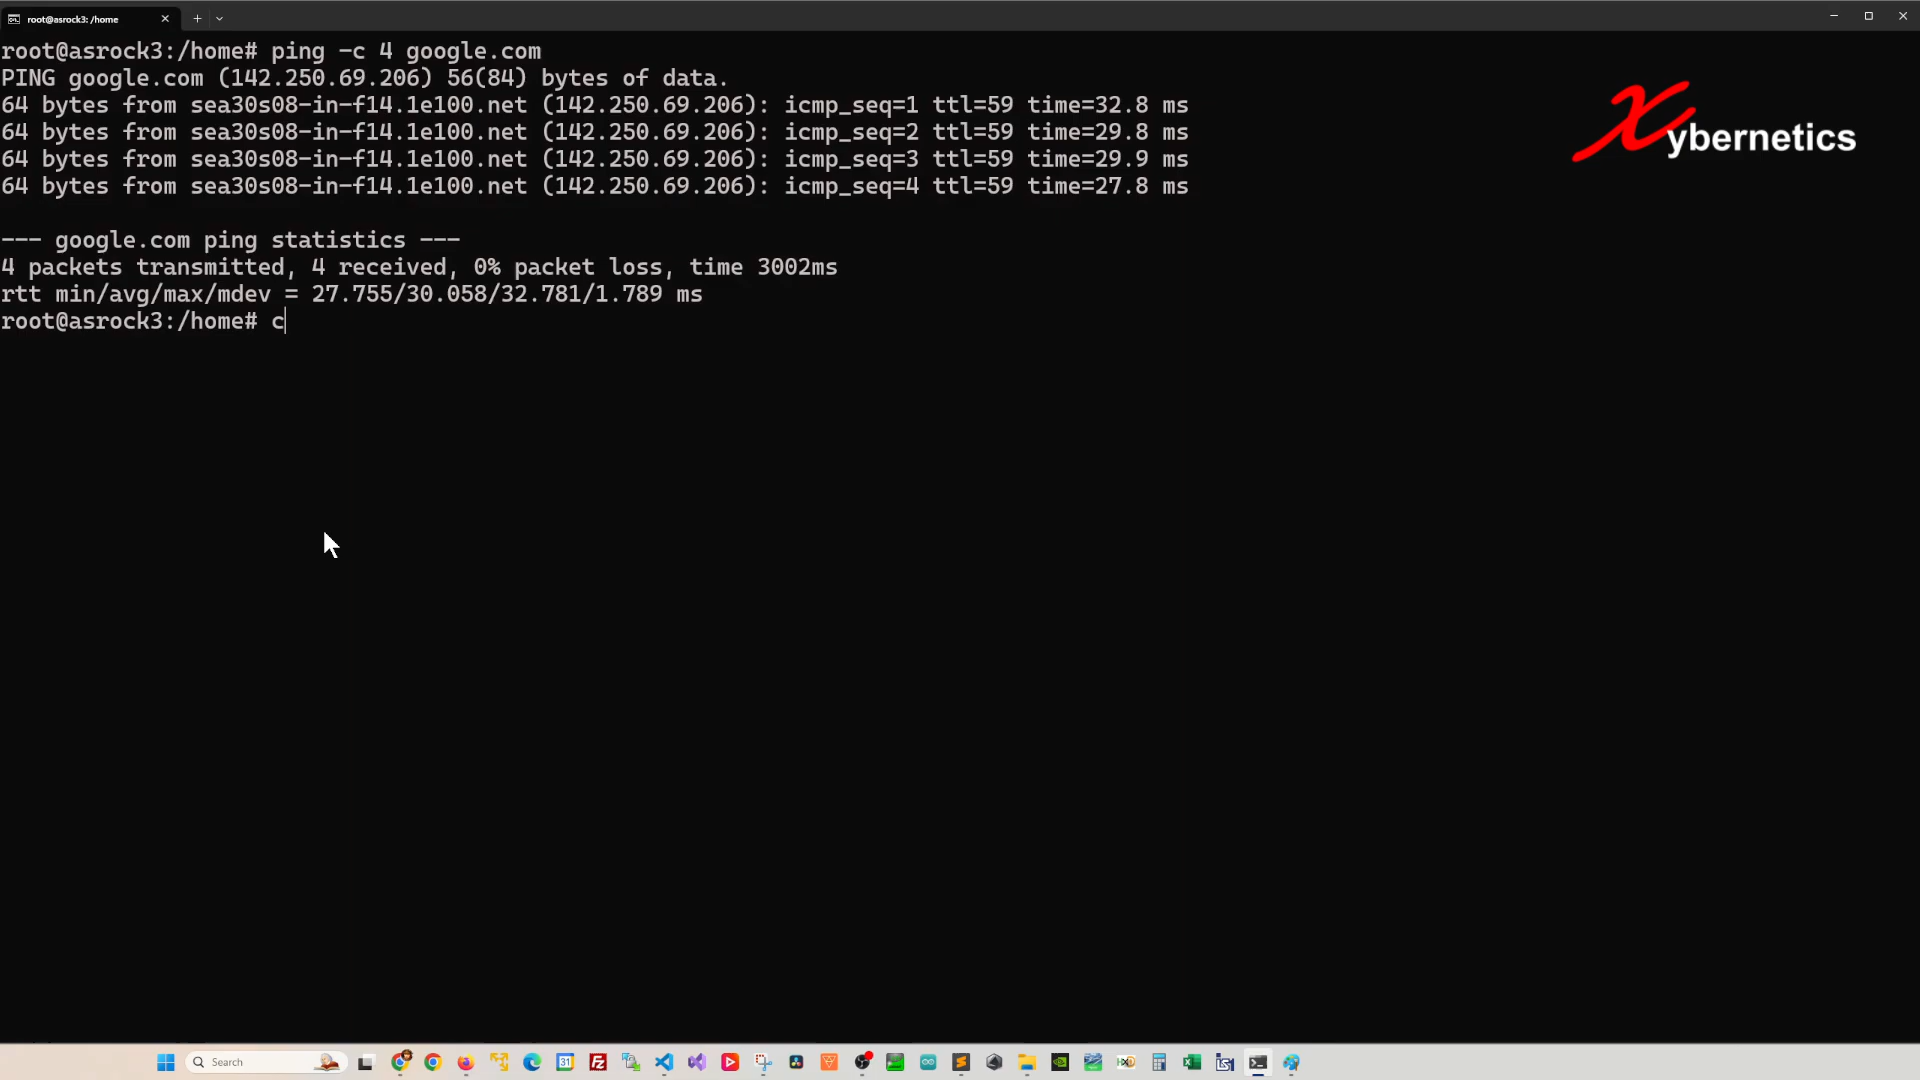 root@asrock3: /home
root@asrock3:/home# ping -c 4 google.com
PING google.com (142.250.69.206) 56(84) bytes of data.
64 bytes from sea30s08-in-f14.1e100.net (142.250.69.206): icmp_seq=1 ttl=59 time=32.8 ms
64 bytes from sea30s08-in-f14.1e100.net (142.250.69.206): icmp_seq=2 ttl=59 time=29.8 ms
64 bytes from sea30s08-in-f14.1e100.net (142.250.69.206): icmp_seq=3 ttl=59 time=29.9 ms
64 bytes from sea30s08-in-f14.1e100.net (142.250.69.206): icmp_seq=4 ttl=59 time=27.8 ms
Xybernetics
--- google.com ping statistics ---
4 packets transmitted, 4 received, 0% packet loss, time 3002ms
rtt min/avg/max/mdev = 27.755/30.058/32.781/1.789 ms
root@asrock3:/home# c
Search